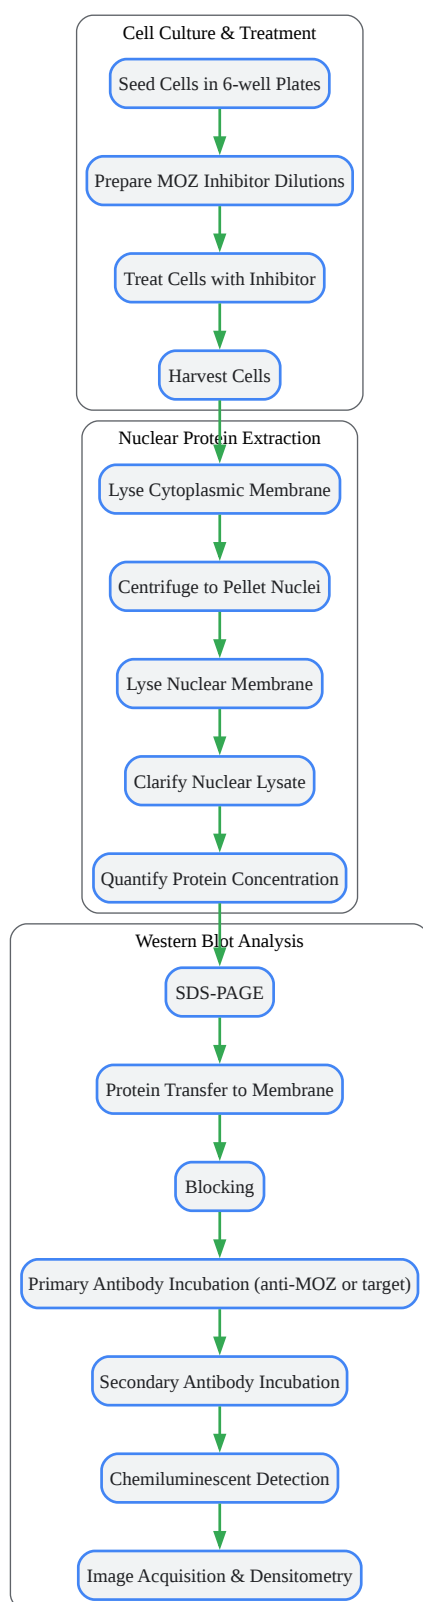 Cell Culture & Treatment
Seed Cells in 6-well Plates
Prepare MOZ Inhibitor Dilutions
Treat Cells with Inhibitor
Harvest Cells
Nuclear Protein Extraction
Lyse Cytoplasmic Membrane
Centrifuge to Pellet Nuclei
Lyse Nuclear Membrane
Clarify Nuclear Lysate
Quantify Protein Concentration
Western Blot Analysis
SDS-PAGE
Protein Transfer to Membrane
Blocking
Primary Antibody Incubation (anti-MOZ or target)
Secondary Antibody Incubation
Chemiluminescent Detection
Image Acquisition & Densitometry